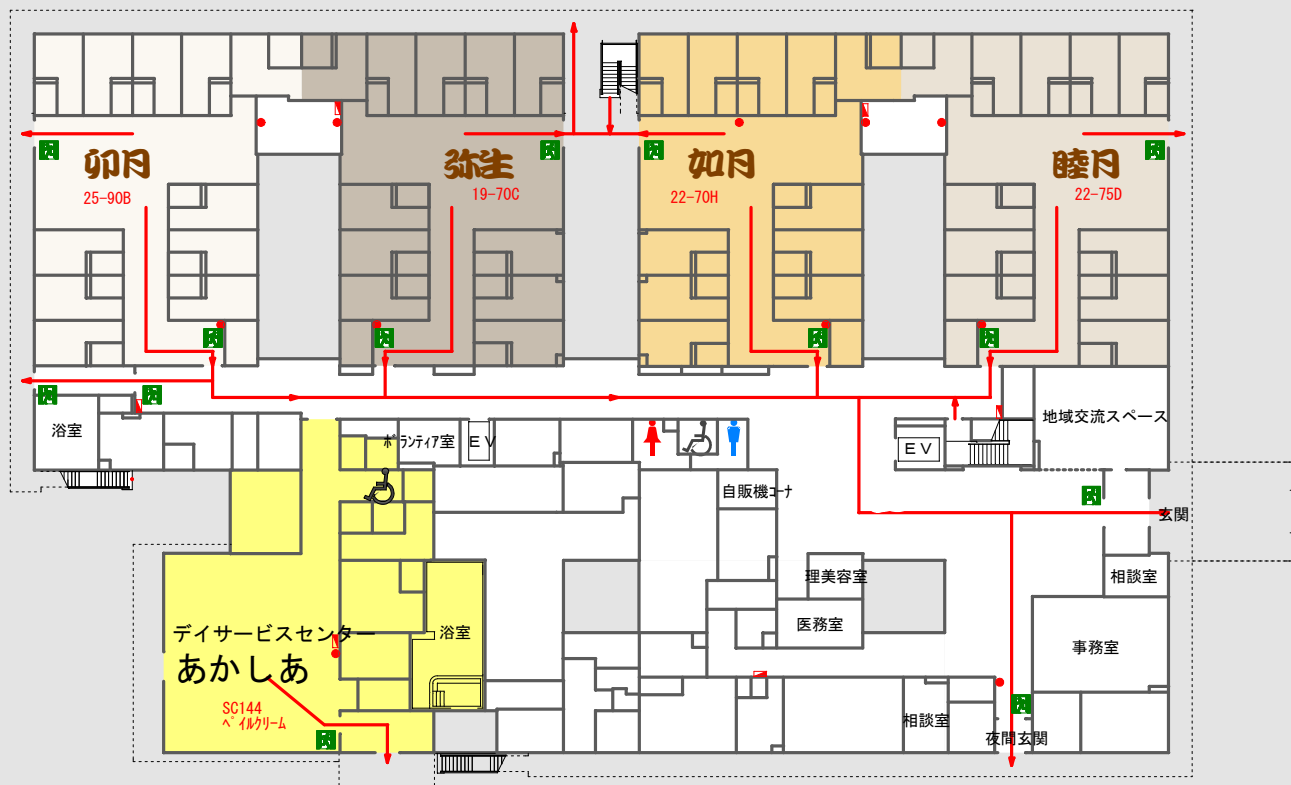 卯月
25-90B
弥生
19-70C
如月
22-70H
睦月
22-75D
浴室
ボランティア室
EV
自販機コーナ
EV
地域交流スペース
玄関
理美容室
医務室
相談室
事務室
デイサービスセンター
あかしあ
浴室
SC144
ペイルクリーム
相談室
夜間玄関